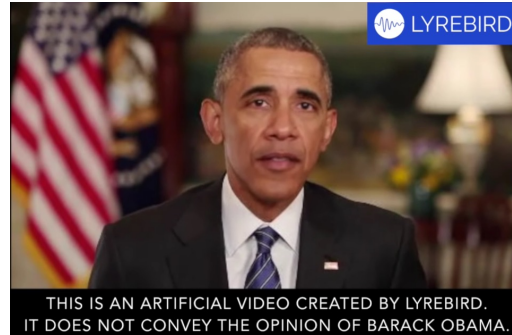 LYREBIRD
THIS IS AN ARTIFICIAL VIDEO CREATED BY LYREBIRD.
IT DOES NOT CONVEY THE OPINION OF BARACK OBAMA.